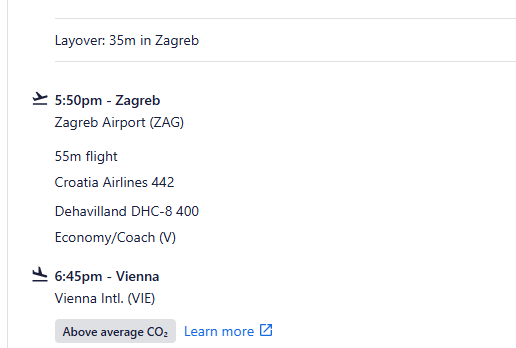 Layover: 35m in Zagreb
5:50pm - Zagreb
Zagreb Airport (ZAG)
55m flight
Croatia Airlines 442
Dehavilland DHC-8 400
Economy/Coach (V)
6:45pm - Vienna
Vienna Intl. (VIE)
Above average CO₂ Learn more